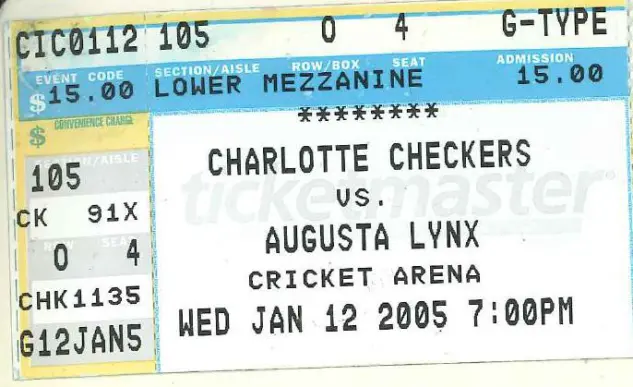 CIC0112 105 O 4 G-TYPE
EVENT CODE SECTION/AISLE ROW/BOX SEAT ADMISSION
$15.00 LOWER MEZZANINE 15.00
$ CONVENIENCE CHARGE
********
SECTION/AISLE
105
CK 91X
ROW SEAT
O 4
CHK1135
G12JAN5
ticketmaster
CHARLOTTE CHECKERS
VS.
AUGUSTA LYNX
CRICKET ARENA
WED JAN 12 2005 7:00PM